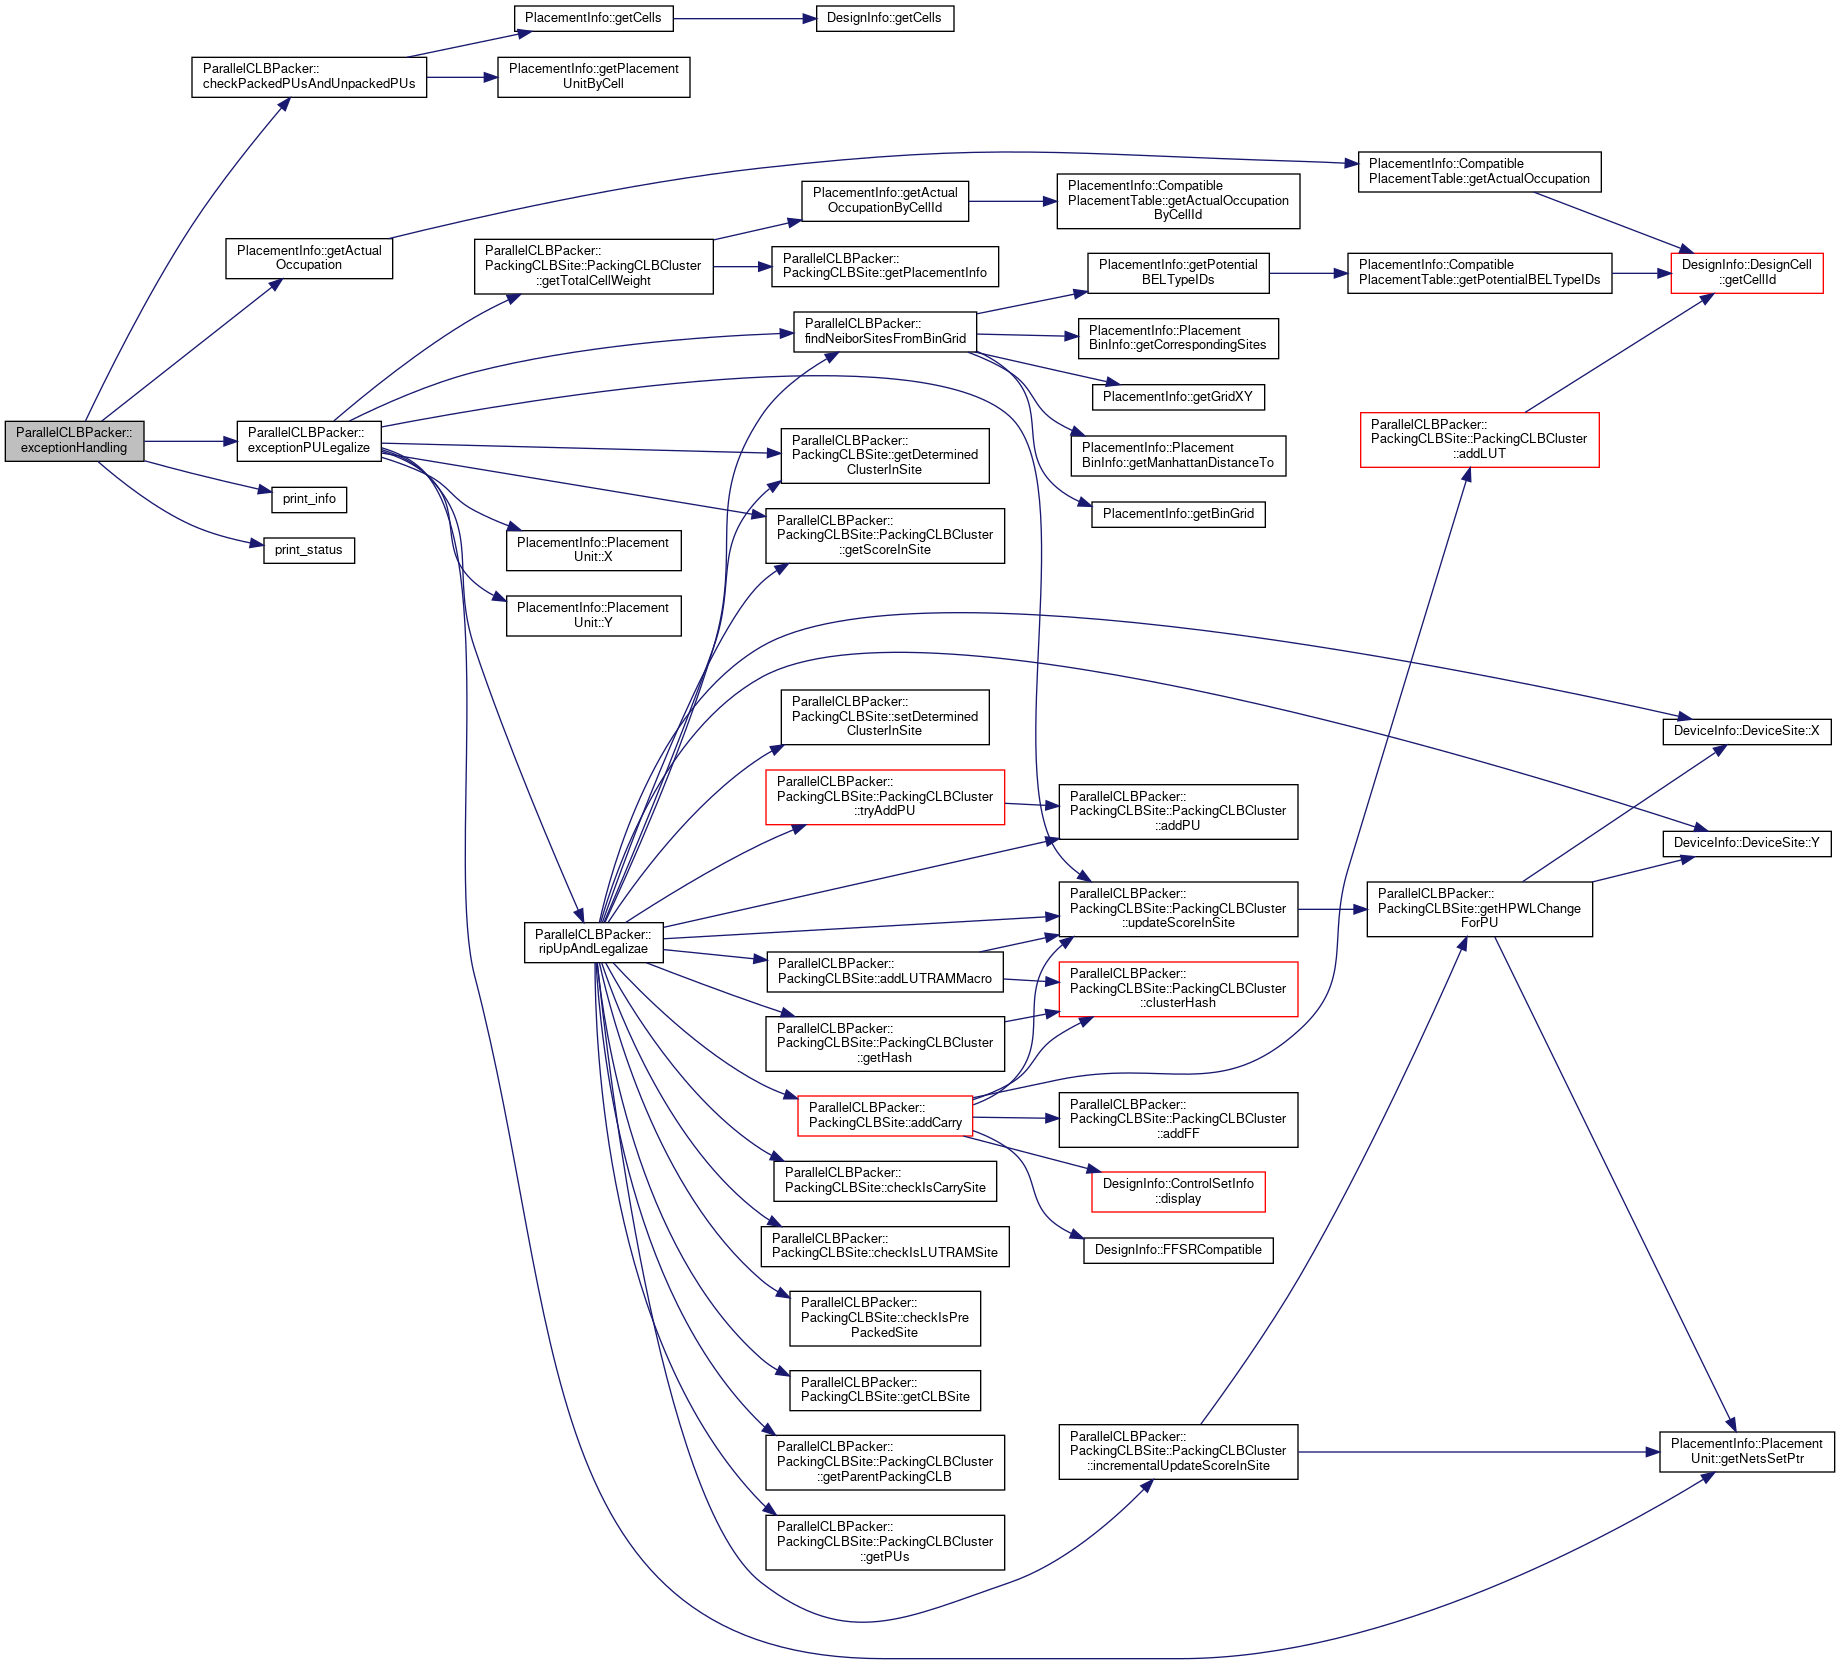 ParallelCLBPacker::
exceptionHandling
ParallelCLBPacker::
checkPackedPUsAndUnpackedPUs
PlacementInfo::getCells
DesignInfo::getCells
PlacementInfo::getPlacement
UnitByCell
PlacementInfo::getActual
Occupation
PlacementInfo::Compatible
PlacementTable::getActualOccupation
DesignInfo::DesignCell
::getCellId
ParallelCLBPacker::
exceptionPULegalize
print_info
print_status
ParallelCLBPacker::
PackingCLBSite::PackingCLBCluster
::getTotalCellWeight
PlacementInfo::getActual
OccupationByCellId
PlacementInfo::Compatible
PlacementTable::getActualOccupation
ByCellId
ParallelCLBPacker::
PackingCLBSite::getPlacementInfo
ParallelCLBPacker::
findNeiborSitesFromBinGrid
PlacementInfo::getPotential
BELTypeIDs
PlacementInfo::Compatible
PlacementTable::getPotentialBELTypeIDs
PlacementInfo::Placement
BinInfo::getCorrespondingSites
PlacementInfo::getGridXY
PlacementInfo::Placement
BinInfo::getManhattanDistanceTo
PlacementInfo::getBinGrid
ParallelCLBPacker::
PackingCLBSite::getDetermined
ClusterInSite
ParallelCLBPacker::
PackingCLBSite::PackingCLBCluster
::getScoreInSite
PlacementInfo::Placement
Unit::X
PlacementInfo::Placement
Unit::Y
ParallelCLBPacker::
ripUpAndLegalizae
ParallelCLBPacker::
PackingCLBSite::setDetermined
ClusterInSite
ParallelCLBPacker::
PackingCLBSite::PackingCLBCluster
::tryAddPU
ParallelCLBPacker::
PackingCLBSite::PackingCLBCluster
::addPU
ParallelCLBPacker::
PackingCLBSite::PackingCLBCluster
::updateScoreInSite
ParallelCLBPacker::
PackingCLBSite::addLUTRAMMacro
ParallelCLBPacker::
PackingCLBSite::PackingCLBCluster
::clusterHash
ParallelCLBPacker::
PackingCLBSite::PackingCLBCluster
::getHash
ParallelCLBPacker::
PackingCLBSite::addCarry
ParallelCLBPacker::
PackingCLBSite::PackingCLBCluster
::addFF
DesignInfo::ControlSetInfo
::display
DesignInfo::FFSRCompatible
ParallelCLBPacker::
PackingCLBSite::PackingCLBCluster
::addLUT
ParallelCLBPacker::
PackingCLBSite::checkIsCarrySite
ParallelCLBPacker::
PackingCLBSite::checkIsLUTRAMSite
ParallelCLBPacker::
PackingCLBSite::checkIsPre
PackedSite
ParallelCLBPacker::
PackingCLBSite::getCLBSite
ParallelCLBPacker::
PackingCLBSite::PackingCLBCluster
::getParentPackingCLB
ParallelCLBPacker::
PackingCLBSite::PackingCLBCluster
::getPUs
ParallelCLBPacker::
PackingCLBSite::PackingCLBCluster
::incrementalUpdateScoreInSite
ParallelCLBPacker::
PackingCLBSite::getHPWLChange
ForPU
DeviceInfo::DeviceSite::X
DeviceInfo::DeviceSite::Y
PlacementInfo::Placement
Unit::getNetsSetPtr